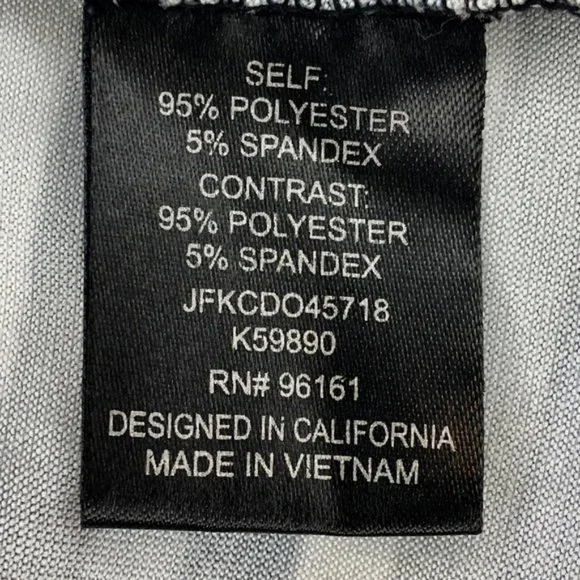 SELF:
95% POLYESTER
5% SPANDEX
CONTRAST:
95% POLYESTER
5% SPANDEX
JFKCDO45718
K59890
RN# 96161
DESIGNED IN CALIFORNIA
MADE IN VIETNAM